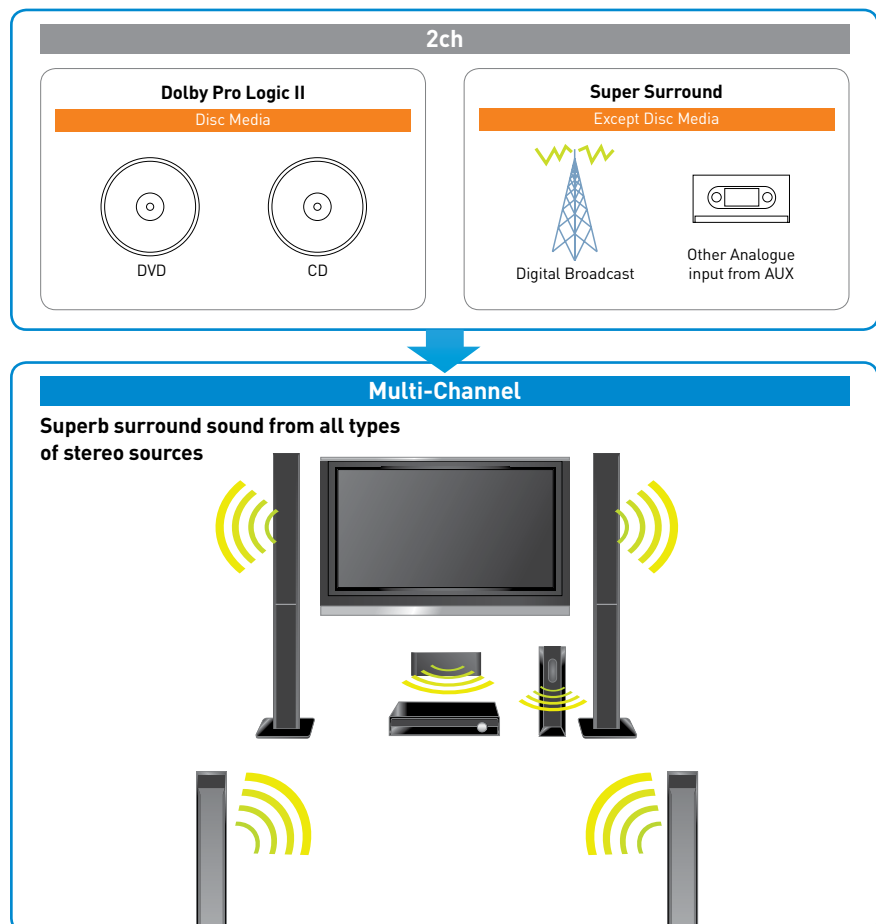 2ch
Dolby Pro Logic II
Disc Media
DVD
CD
Super Surround
Except Disc Media
Digital Broadcast
Other Analogue
input from AUX
Multi-Channel
Superb surround sound from all types
of stereo sources